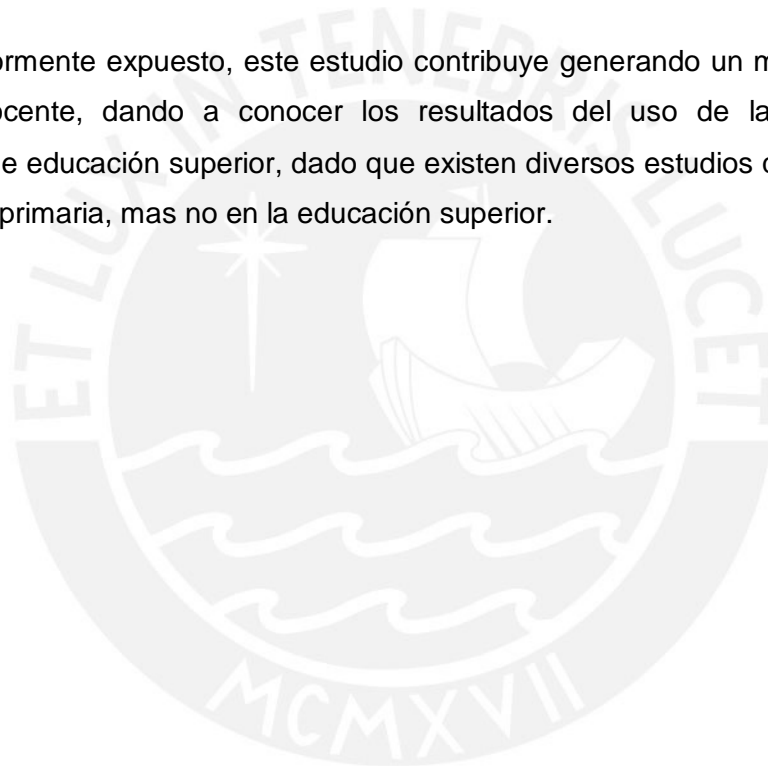 ormente expuesto, este estudio contribuye generando un m
ocente, dando a conocer los resultados del uso de la
e educación superior, dado que existen diversos estudios
primaria, mas no en la educación superior.
ET LUX IN TENEBRIS LUCET
MCMXVII